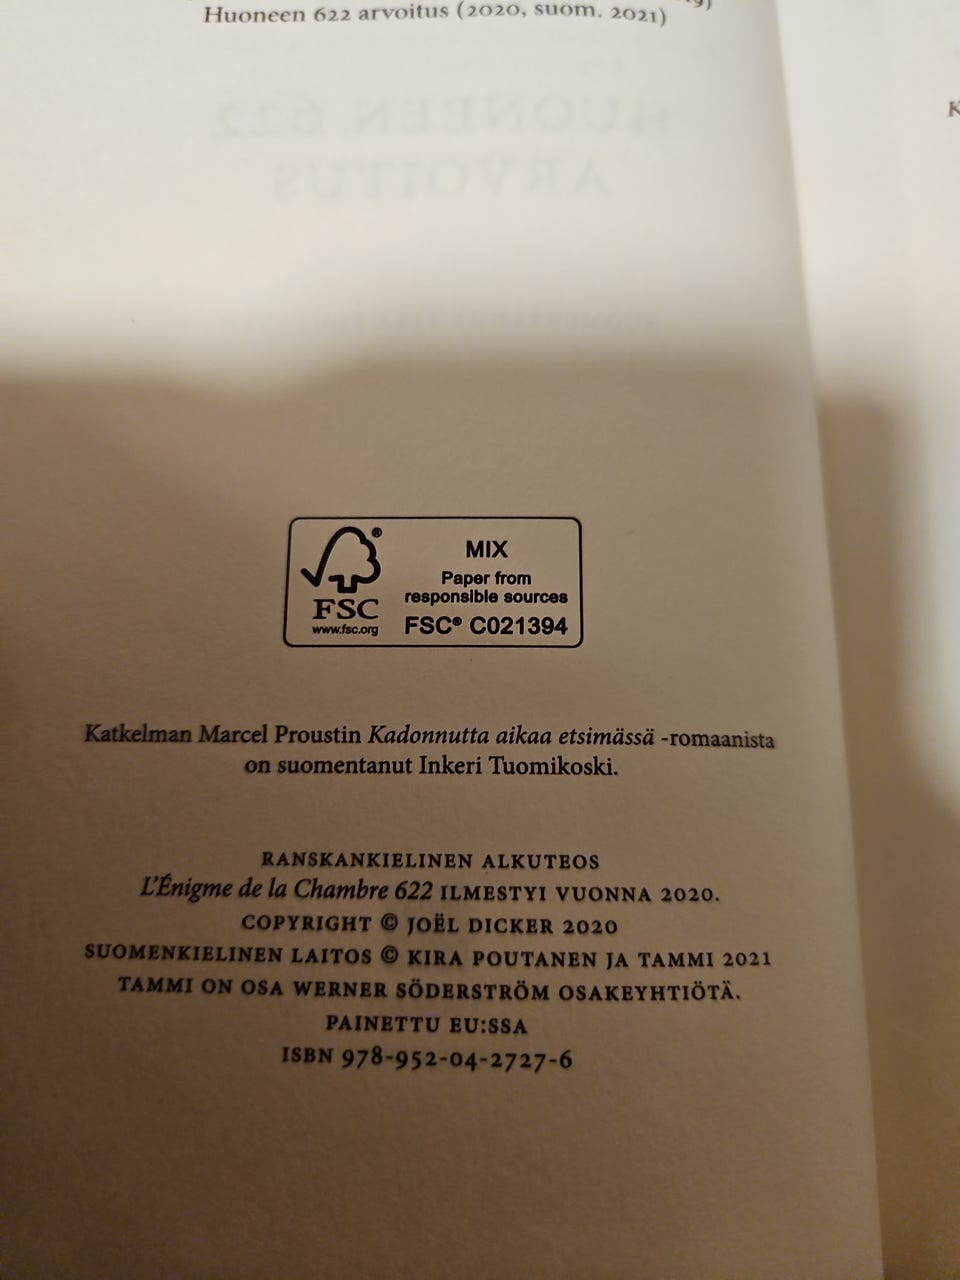 Huoneen 622 arvoitus (2020, suom. 2021)
HUONEEN 622
ARVOITUS
MIX
Paper from
responsible sources
FSC® C021394
FSC
www.fsc.org
Katkelman Marcel Proustin Kadonnutta aikaa etsimässä -romaanista
on suomentanut Inkeri Tuomikoski.
RANSKANKIELINEN ALKUTEOS
L'Énigme de la Chambre 622 ILMESTYI VUONNA 2020.
COPYRIGHT © JOËL DICKER 2020
SUOMENKIELINEN LAITOS © KIRA POUTANEN JA TAMMI 2021
TAMMI ON OSA WERNER SÖDERSTRÖM OSAKEYHTIÖTÄ.
PAINETTU EU:SSA
ISBN 978-952-04-2727-6